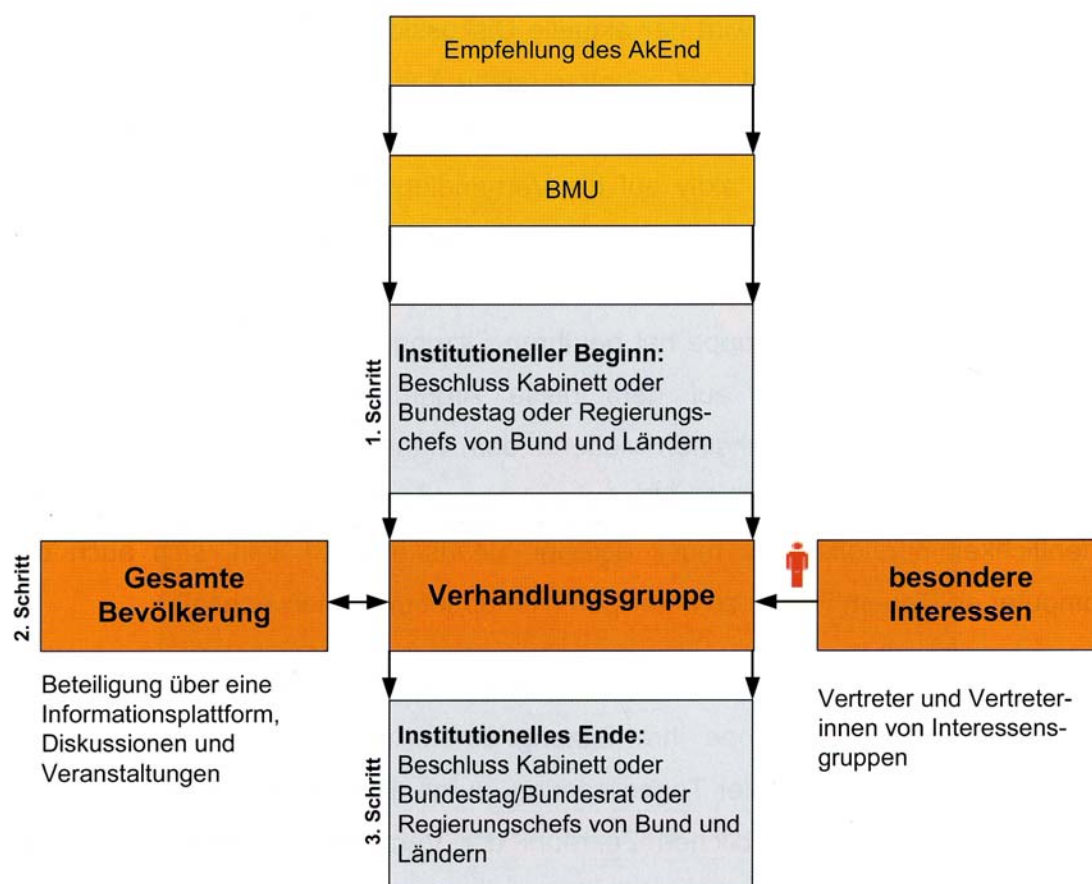 Empfehlung des AkEnd
BMU
1. Schritt
Institutioneller Beginn:
Beschluss Kabinett oder
Bundestag oder Regierungs-
chefs von Bund und Ländern
2. Schritt
Gesamte
Bevölkerung
Verhandlungsgruppe
besondere
Interessen
Beteiligung über eine
Informationsplattform,
Diskussionen und
Veranstaltungen
Vertreter und Vertreter-
innen von Interessens-
gruppen
3. Schritt
Institutionelles Ende:
Beschluss Kabinett oder
Bundestag/Bundesrat oder
Regierungschefs von Bund und
Ländern